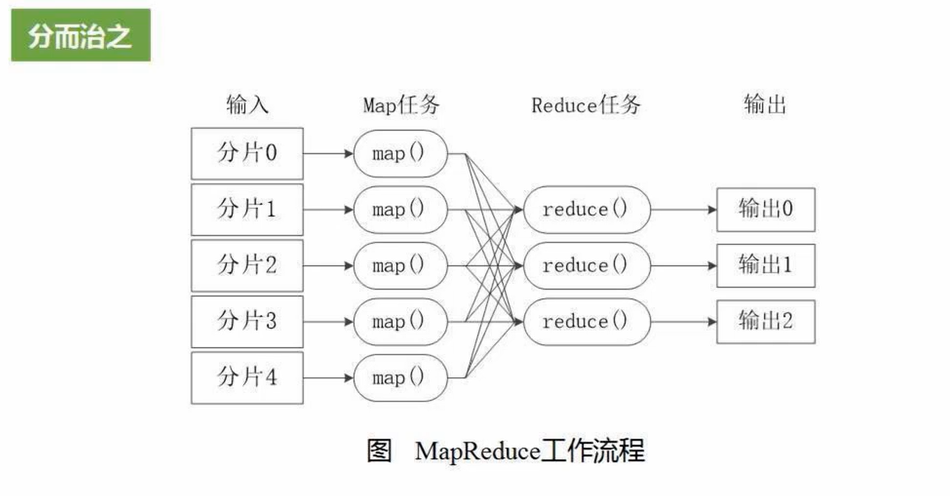 分而治之
输入 Map任务 Reduce任务 输出
分片0 map()
分片1 map() reduce() 输出0
分片2 map() reduce() 输出1
分片3 map() reduce() 输出2
分片4 map()
图 MapReduce工作流程